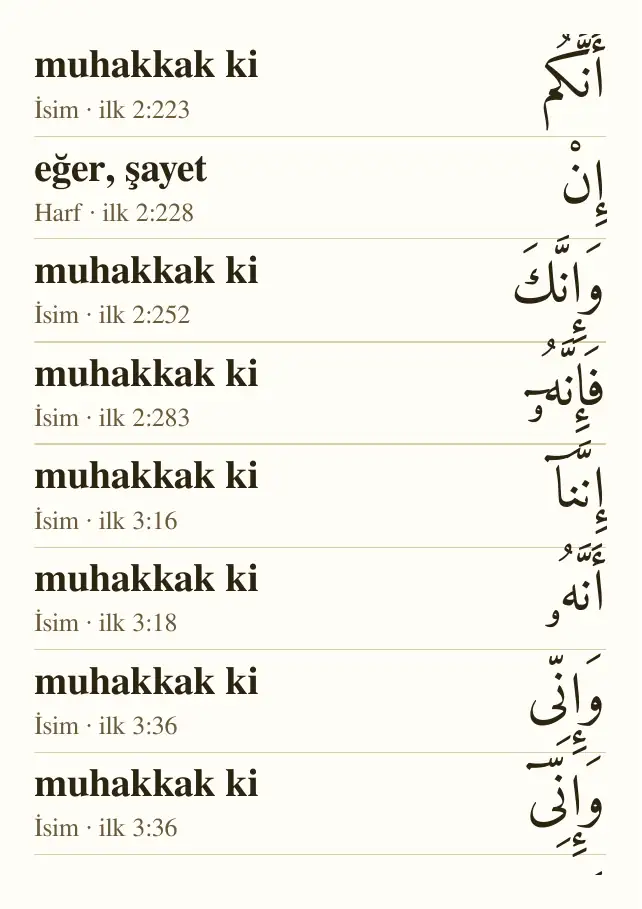 muhakkak ki أَنَّكُم
İsim · ilk 2:223
eğer, şayet إِنْ
Harf · ilk 2:228
muhakkak ki وَإِنَّكَ
İsim · ilk 2:252
muhakkak ki فَإِنَّهُۥٓ
İsim · ilk 2:283
muhakkak ki إِنَّنَآ
İsim · ilk 3:16
muhakkak ki أَنَّهُۥ
İsim · ilk 3:18
muhakkak ki وَإِنِّى
İsim · ilk 3:36
muhakkak ki وَإِنِّىٓ
İsim · ilk 3:36